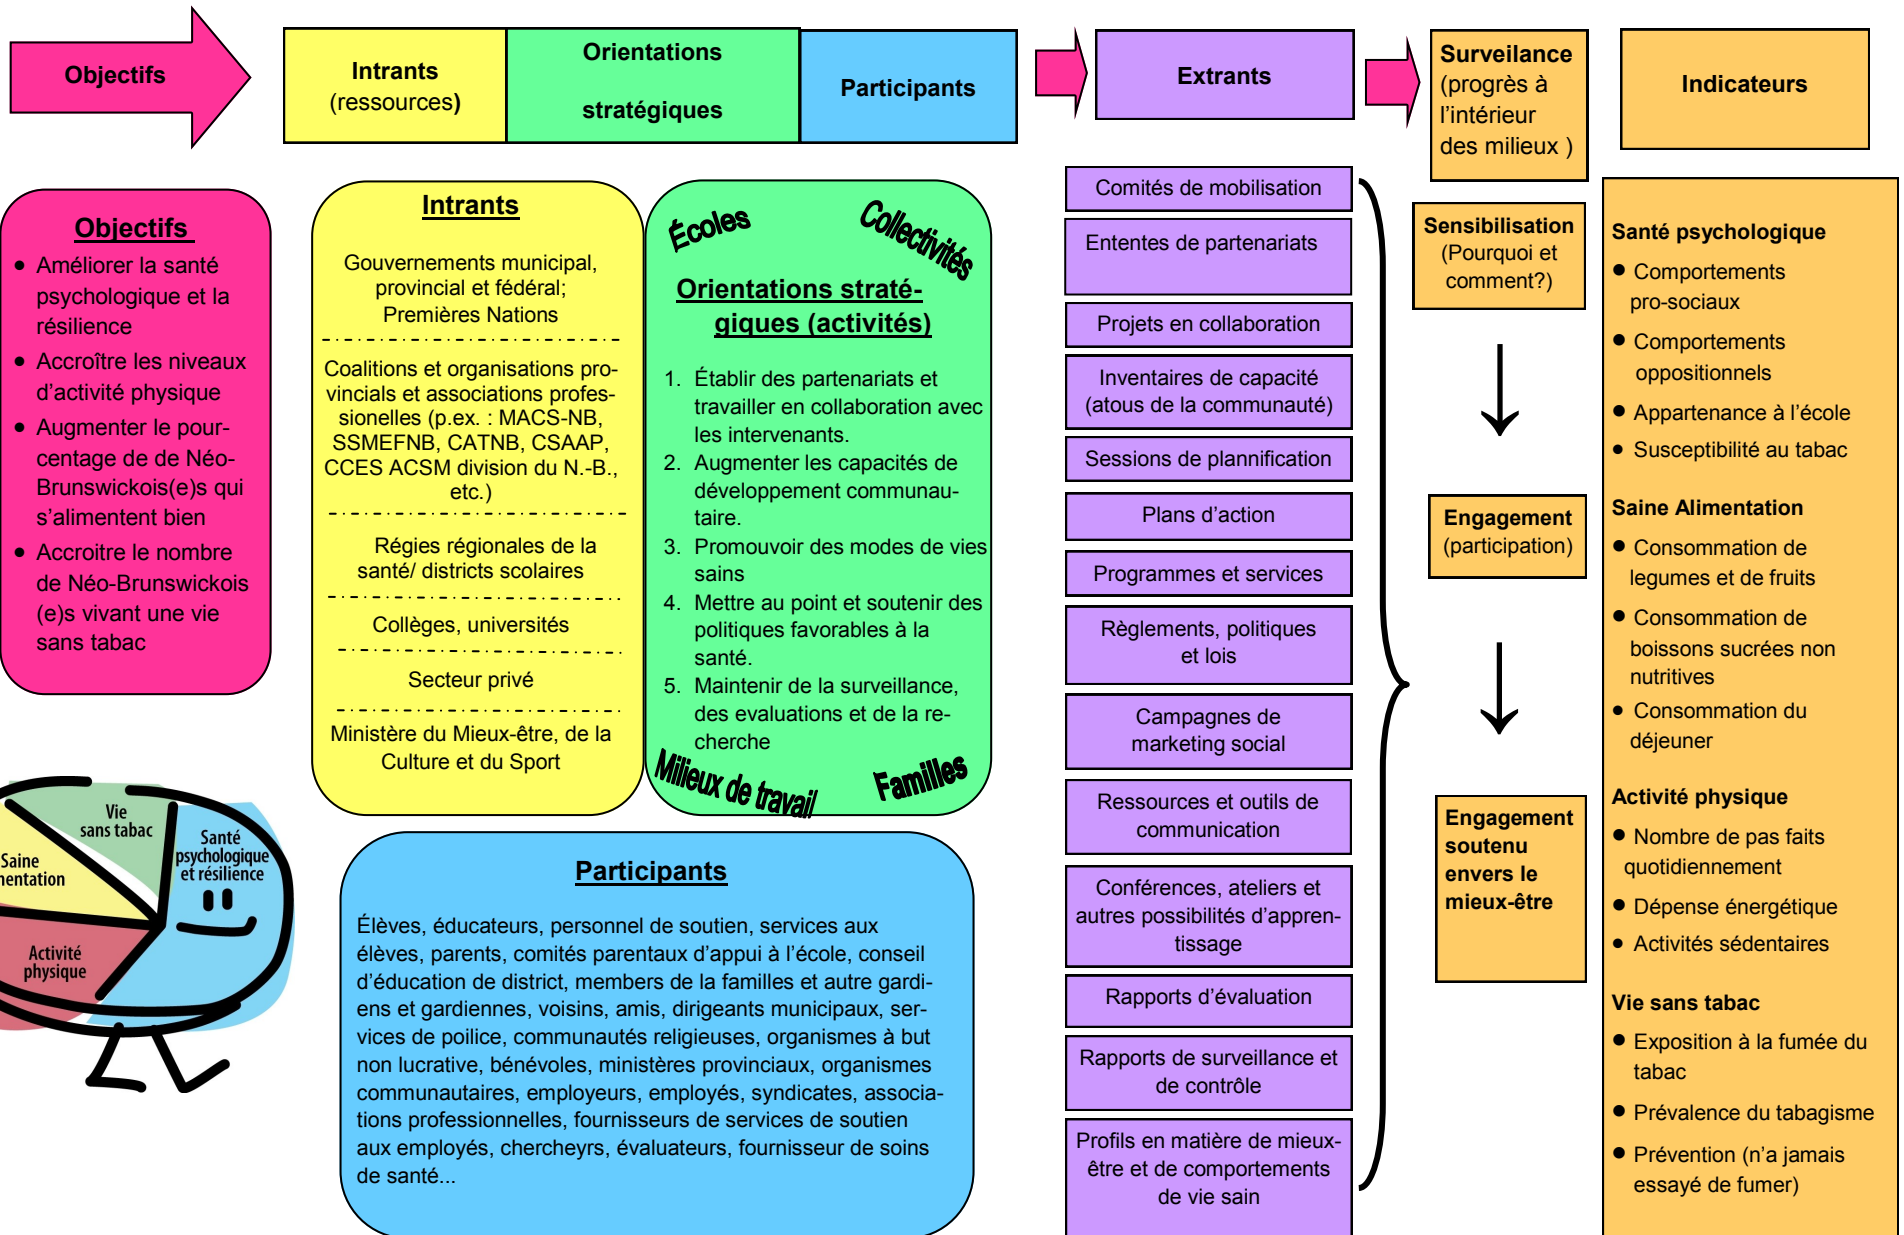 Objectifs
Intrants
(ressources)
Orientations
stratégiques
Participants
Extrants
Surveilance
(progrès à
l'intérieur
des milieux )
Indicateurs
Objectifs
• Améliorer la santé
psychologique et la
résilience
• Accroître les niveaux
d'activité physique
• Augmenter le pour-
centage de de Néo-
Brunswickois(e)s qui
s'alimentent bien
• Accroitre le nombre
de Néo-Brunswickois
(e)s vivant une vie
sans tabac
Vie
sans tabac
Santé
psychologique
et résilience
Saine
mentation
Activité
physique
Intrants
Gouvernements municipal,
provincial et fédéral;
Premières Nations
Coalitions et organisations pro-
vincials et associations profes-
sionelles (p.ex. : MACS-NB,
SSMEFNB, CATNB, CSAAP,
CCES ACSM division du N.-B.,
etc.)
Régies régionales de la
santé/ districts scolaires
Collèges, universités
Secteur privé
Ministère du Mieux-être, de la
Culture et du Sport
Écoles
Collectivités
Orientations straté-
giques (activités)
1. Établir des partenariats et
travailler en collaboration avec
les intervenants.
2. Augmenter les capacités de
développement communau-
taire.
3. Promouvoir des modes de vies
sains
4. Mettre au point et soutenir des
politiques favorables à la
santé.
5. Maintenir de la surveillance,
des evaluations et de la re-
cherche
Milieux de travail
Familles
Participants
Élèves, éducateurs, personnel de soutien, services aux
élèves, parents, comités parentaux d'appui à l'école, conseil
d'éducation de district, members de la familles et autre gardi-
ens et gardiennes, voisins, amis, dirigeants municipaux, ser-
vices de poilice, communautés religieuses, organismes à but
non lucrative, bénévoles, ministères provinciaux, organismes
communautaires, employeurs, employés, syndicates, associa-
tions professionnelles, fournisseurs de services de soutien
aux employés, chercheyrs, évaluateurs, fournisseur de soins
de santé...
Comités de mobilisation
Ententes de partenariats
Projets en collaboration
Inventaires de capacité
(atous de la communauté)
Sessions de plannification
Plans d'action
Programmes et services
Règlements, politiques
et lois
Campagnes de
marketing social
Ressources et outils de
communication
Conférences, ateliers et
autres possibilités d'appren-
tissage
Rapports d'évaluation
Rapports de surveillance et
de contrôle
Profils en matière de mieux-
être et de comportements
de vie sain
Sensibilisation
(Pourquoi et
comment?)
Engagement
(participation)
Engagement
soutenu
envers le
mieux-être
Santé psychologique
• Comportements
pro-sociaux
• Comportements
oppositionnels
• Appartenance à l'école
• Susceptibilité au tabac
Saine Alimentation
• Consommation de
legumes et de fruits
• Consommation de
boissons sucrées non
nutritives
• Consommation du
déjeuner
Activité physique
• Nombre de pas faits
quotidiennement
• Dépense énergétique
• Activités sédentaires
Vie sans tabac
• Exposition à la fumée du
tabac
• Prévalence du tabagisme
• Prévention (n'a jamais
essayé de fumer)